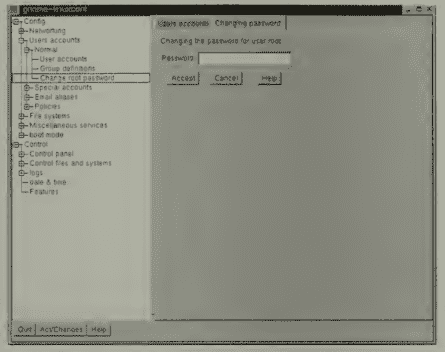 gnome-linuxconf
Config
Networking
Users accounts
Normal
User accounts
Group definitions
Change root password
Special accounts
Email aliases
Policies
File systems
Miscellaneous services
boot mode
Control
Control panel
Control files and systems
logs
date & time
Features
Users accounts Changing password
Changing the password for user root
Password
Accept Cancel Help
Quit Act/Changes Help